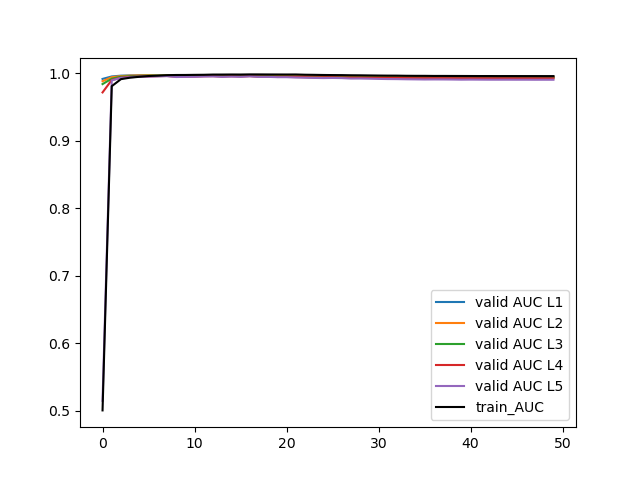 1.0
0.9
0.8
0.7
0.6
0.5
0 10 20 30 40 50
valid AUC L1
valid AUC L2
valid AUC L3
valid AUC L4
valid AUC L5
train_AUC